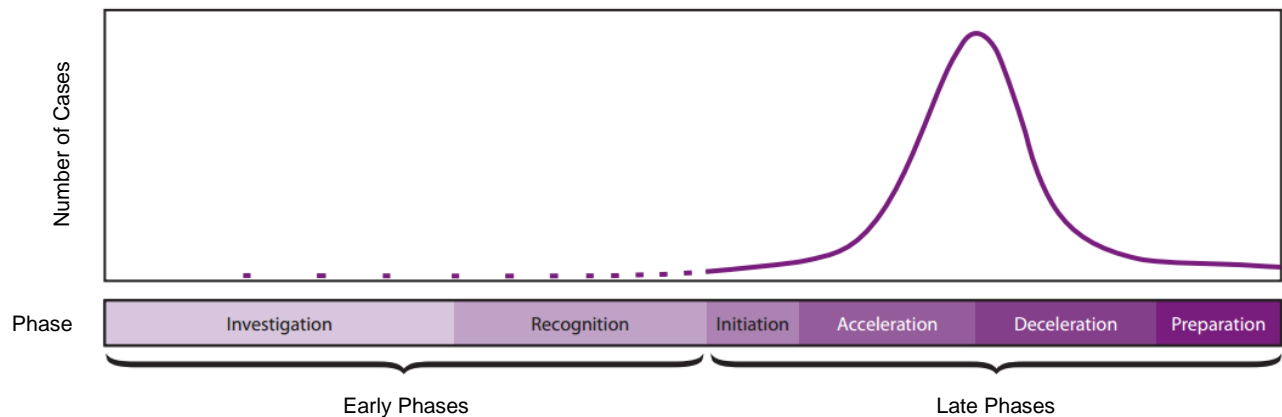 Number of Cases
Phase
Investigation
Recognition
Initiation
Acceleration
Deceleration
Preparation
Early Phases
Late Phases